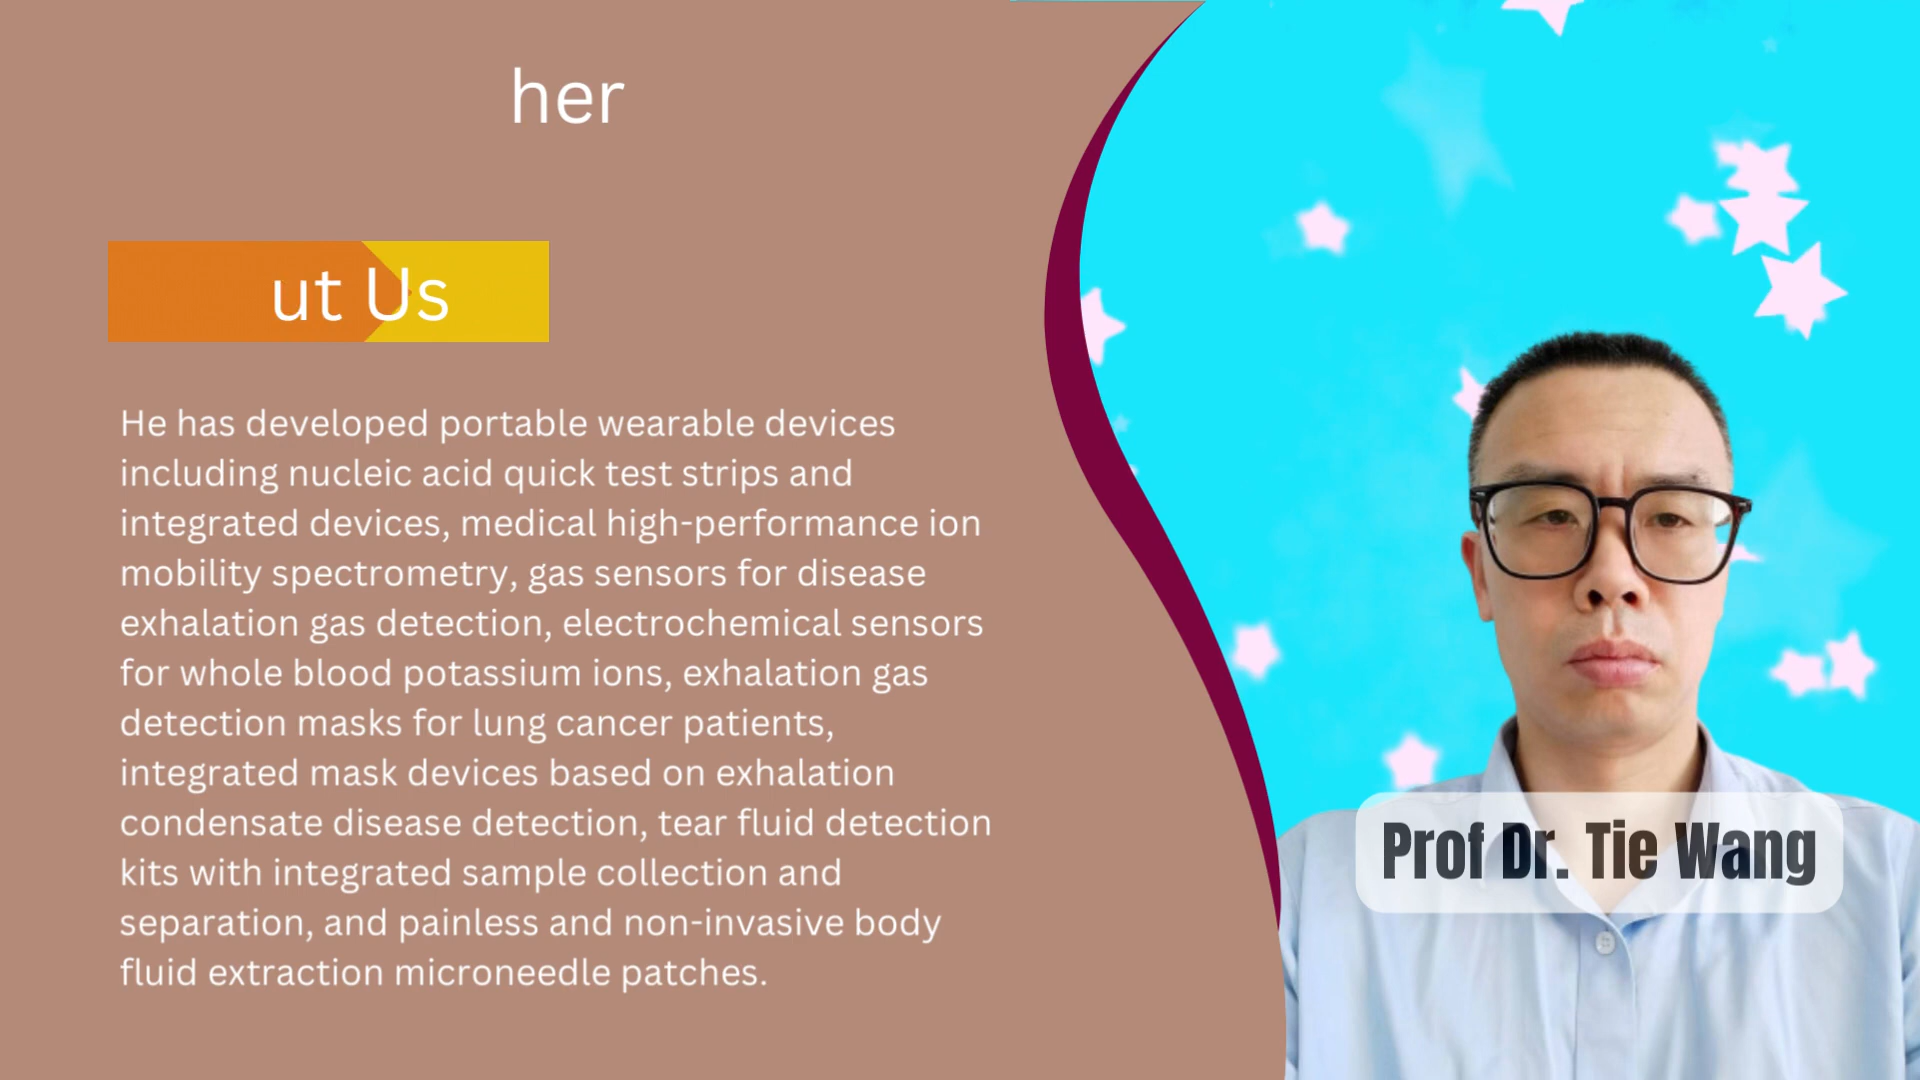 her
ut Us
He has developed portable wearable devices
including nucleic acid quick test strips and
integrated devices, medical high-performance ion
mobility spectrometry, gas sensors for disease
exhalation gas detection, electrochemical sensors
for whole blood potassium ions, exhalation gas
detection masks for lung cancer patients,
integrated mask devices based on exhalation
condensate disease detection, tear fluid detection
kits with integrated sample collection and
separation, and painless and non-invasive body
fluid extraction microneedle patches.
Prof Dr. Tie Wang